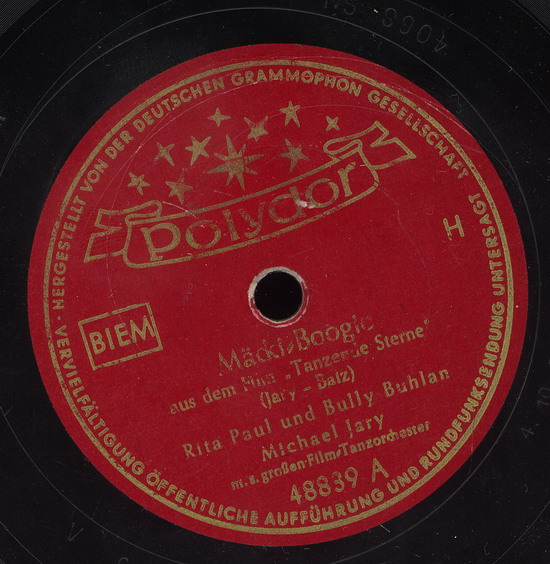 HERGESTELLT VON DER DEUTSCHEN GRAMMOPHON GESELLSCHAFT
VERVIELFÄLTIGUNG ÖFFENTLICHE AUFFÜHRUNG UND RUNDFUNKSENDUNG UNTERSAGT
polydor
H
BIEM
Mäcki-Boogie
aus dem Film „Tanzende Sterne"
(Jary - Balz)
Rita Paul und Bully Buhlan
Michael Jary
m. s. großen Film/Tanzorchester
48839 A